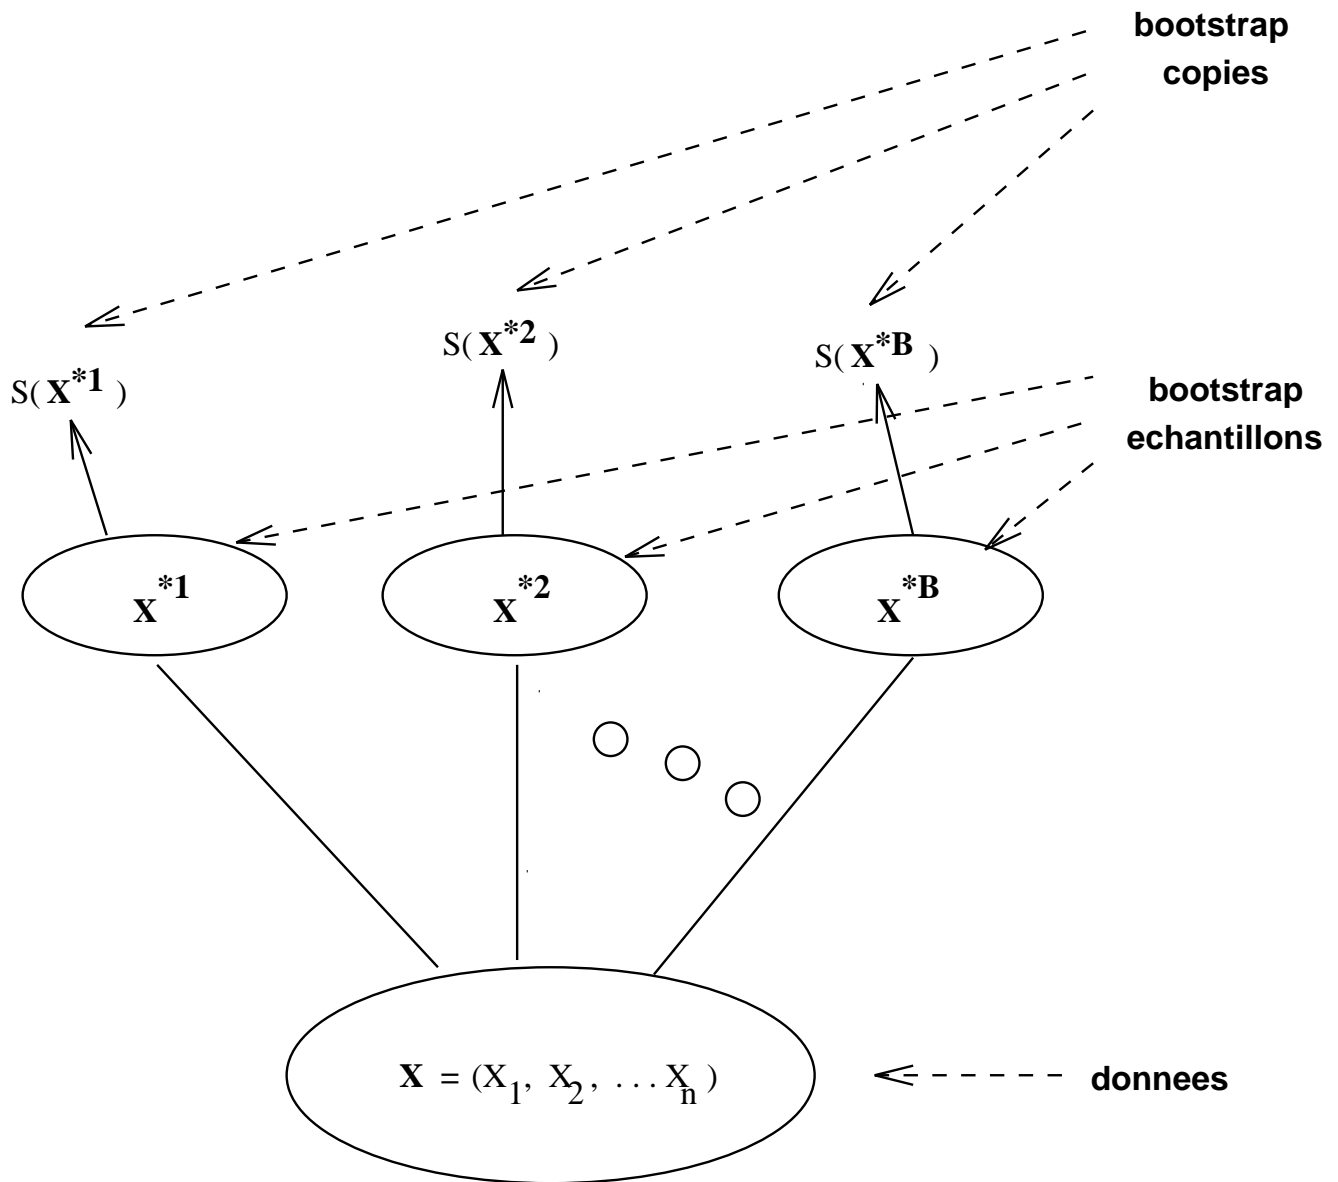 bootstrap
copies
S( X*2 )
S( X*B )
S( X*1 )
bootstrap
echantillons
X*1
X*2
X*B
X = (X1, X2, ...Xn)
donnees